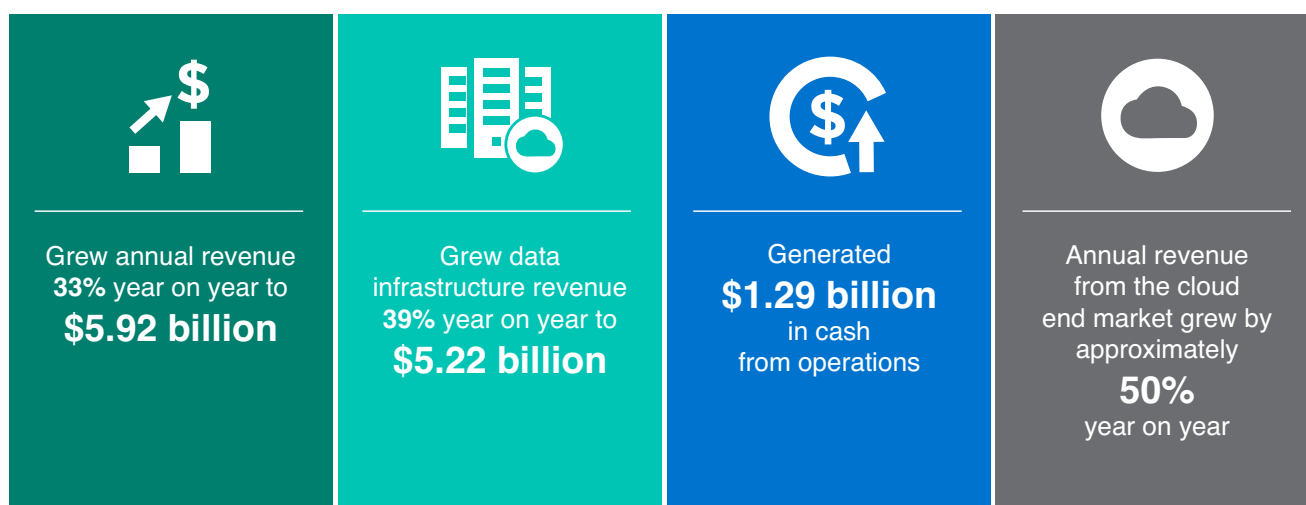 $
Grew annual revenue
33% year on year to
$5.92 billion
Grew data
infrastructure revenue
39% year on year to
$5.22 billion
$
Generated
$1.29 billion
in cash
from operations
Annual revenue
from the cloud
end market grew by
approximately
50%
year on year